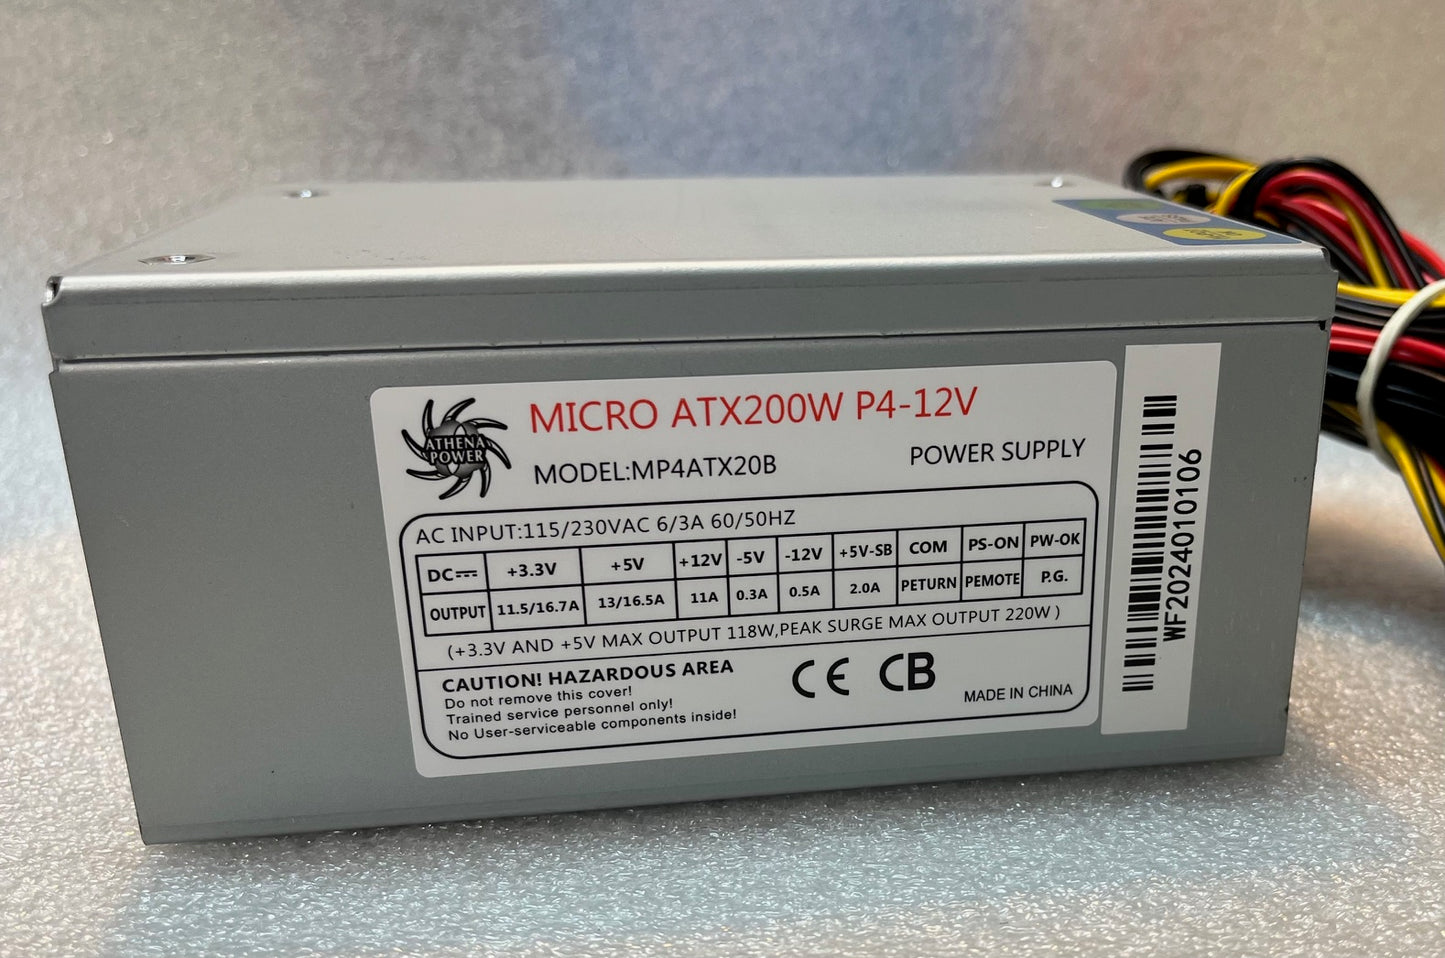 ATHENA
POWER
MICRO ATX200W P4-12V
MODEL:MP4ATX20B
POWER SUPPLY
AC INPUT:115/230VAC 6/3A 60/50HZ
DC +3.3V +5V +12V -5V -12V +5V-SB COM PS-ON PW-OK
OUTPUT 11.5/16.7A 13/16.5A 11A 0.3A 0.5A 2.0A PETURN PEMOTE P.G.
(+3.3V AND +5V MAX OUTPUT 118W,PEAK SURGE MAX OUTPUT 220W )
CAUTION! HAZARDOUS AREA
Do not remove this cover!
Trained service personnel only!
No User-serviceable components inside!
CE CB
MADE IN CHINA
WF202401010106